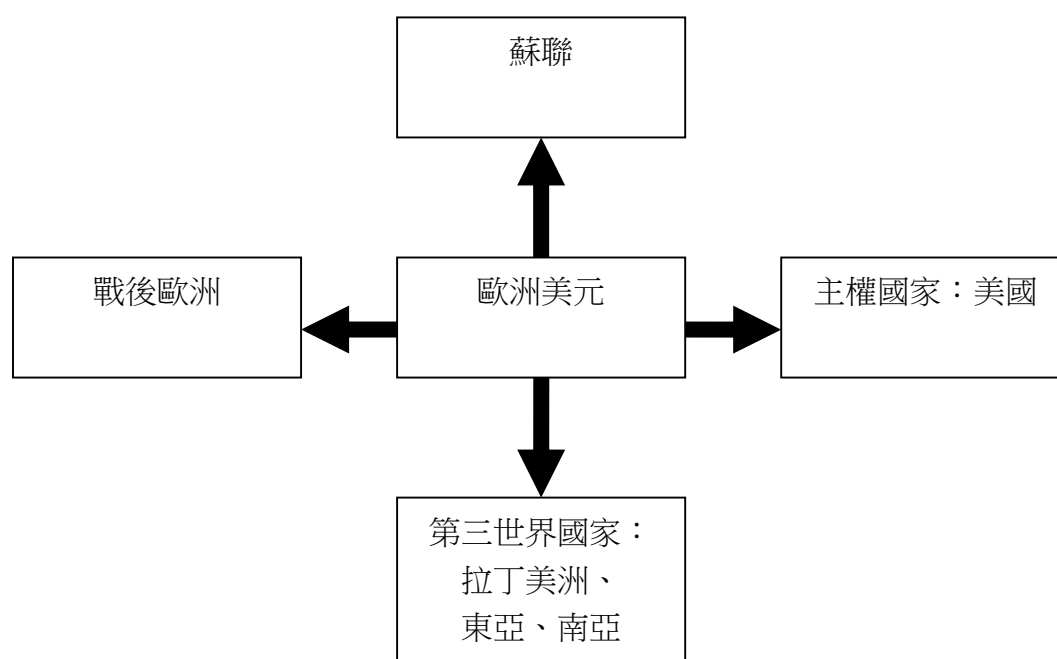 蘇聯
戰後歐洲
歐洲美元
主權國家：美國
第三世界國家：
拉丁美洲、
東亞、南亞